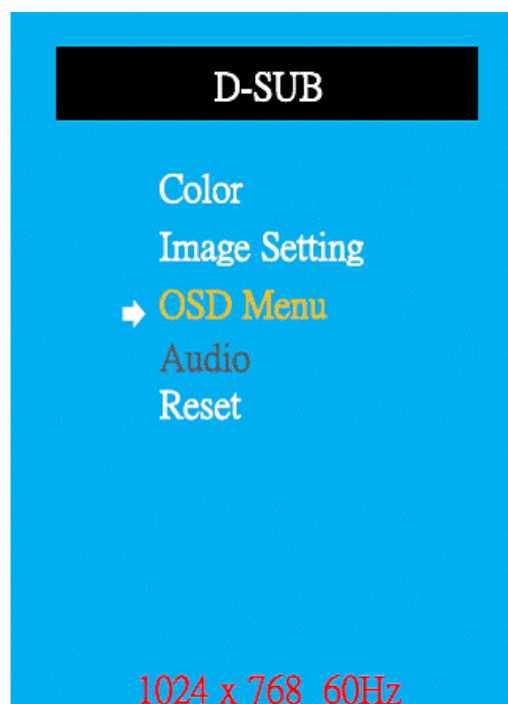 D-SUB
Color
Image Setting
OSD Menu
Audio
Reset
1024 x 768 60Hz